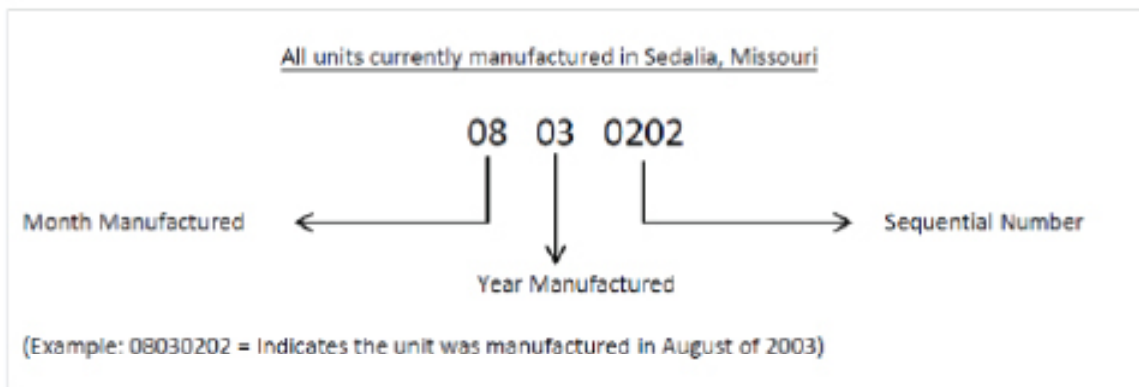 All units currently manufactured in Sedalia, Missouri
08 03 0202
Month Manufactured
Sequential Number
Year Manufactured
(Example: 08030202 = Indicates the unit was manufactured in August of 2003)